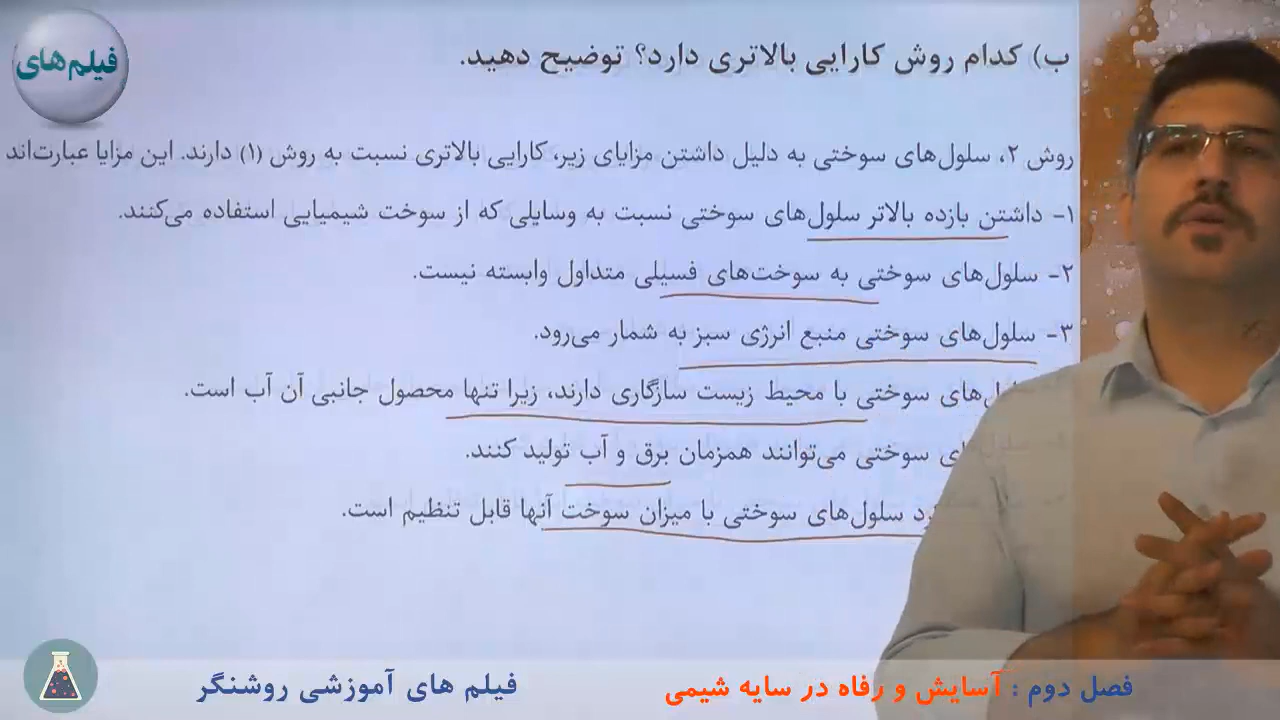 فیلم‌های
ب) کدام روش کارایی بالاتری دارد؟ توضیح دهید.
روش ۲، سلول‌های سوختی به دلیل داشتن مزایای زیر، کارایی بالاتری نسبت به روش (۱) دارند. این مزایا عبارت‌اند
۱- داشتن بازده بالاتر سلول‌های سوختی نسبت به وسایلی که از سوخت شیمیایی استفاده می‌کنند.
۲- سلول‌های سوختی به سوخت‌های فسیلی متداول وابسته نیست.
۳- سلول‌های سوختی منبع انرژی سبز به شمار می‌رود.
های سوختی با محیط زیست سازگاری دارند، زیرا تنها محصول جانبی آن آب است.
سوختی می‌توانند همزمان برق و آب تولید کنند.
سلول‌های سوختی با میزان سوخت آنها قابل تنظیم است.
فصل دوم : آسایش و رفاه در سایه شیمی
فیلم های آموزشی روشنگر